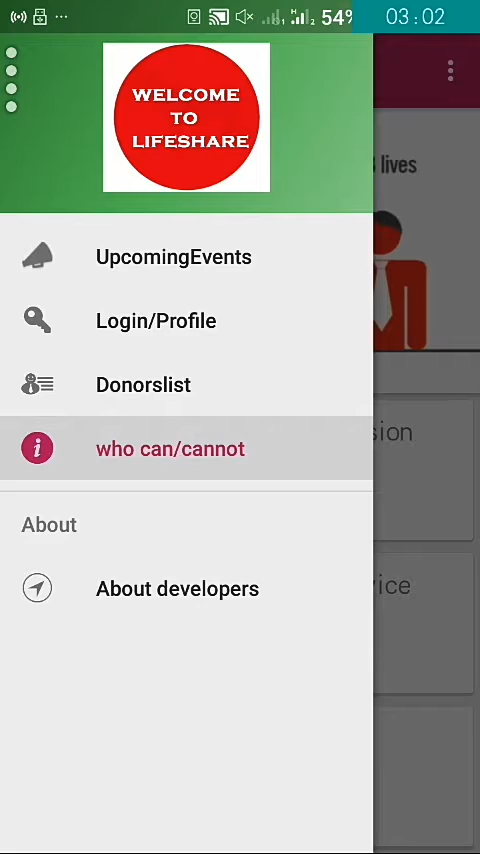 54%
03:02
WELCOME
TO
LIFESHARE
lives
UpcomingEvents
Login/Profile
Donorslist
who can/cannot
sion
About
vice
About developers